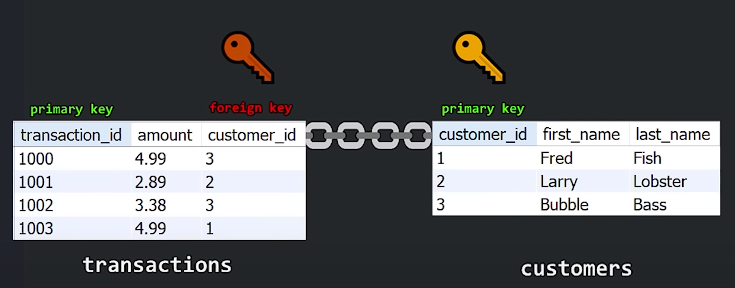 primary key
foreign key
transaction_id amount customer_id
1000 4.99 3
1001 2.89 2
1002 3.38 3
1003 4.99 1
transactions
primary key
customer_id first_name last_name
1 Fred Fish
2 Larry Lobster
3 Bubble Bass
customers